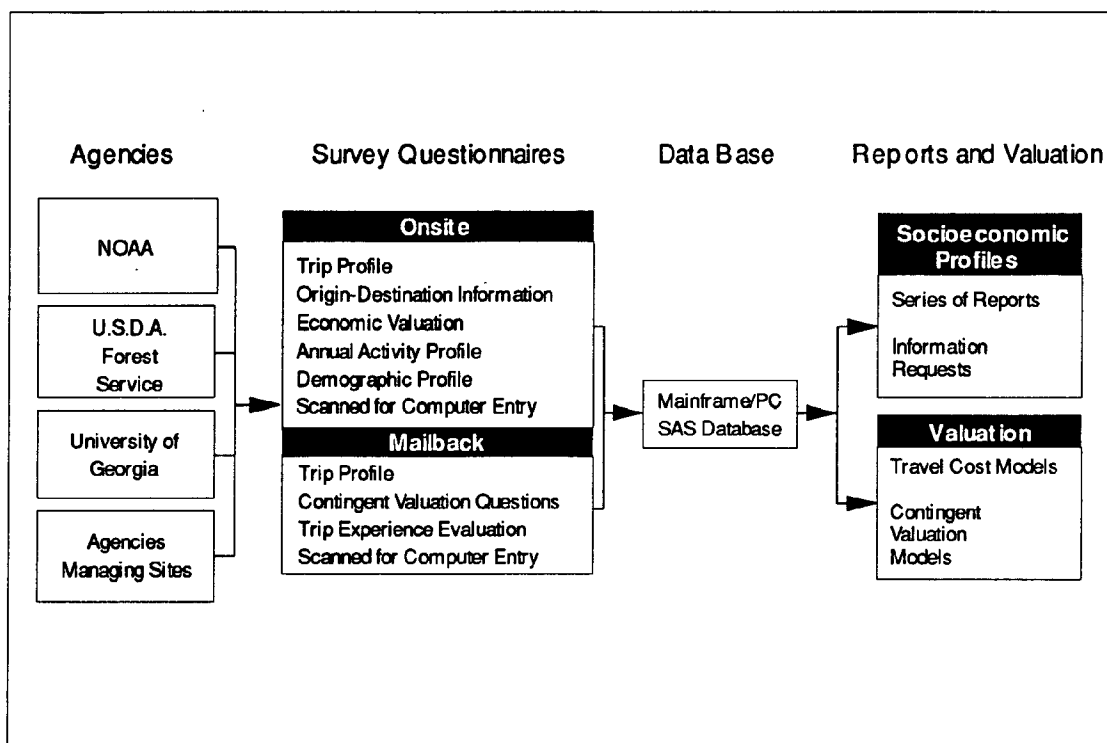 Agencies
Survey Questionnaires
Data Base
Reports and Valuation
NOAA
U.S.D.A.
Forest
Service
University of
Georgia
Agencies
Managing Sites
Onsite
Trip Profile
Origin-Destination Information
Economic Valuation
Annual Activity Profile
Demographic Profile
Scanned for Computer Entry
Mailback
Trip Profile
Contingent Valuation Questions
Trip Experience Evaluation
Scanned for Computer Entry
Mainframe/PC
SAS Database
Socioeconomic
Profiles
Series of Reports
Information
Requests
Valuation
Travel Cost Models
Contingent
Valuation
Models